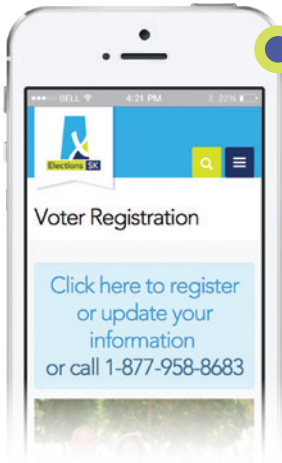 BELL 4:21 PM 22%
Elections SK
Voter Registration
Click here to register
or update your
information
or call 1-877-958-8683